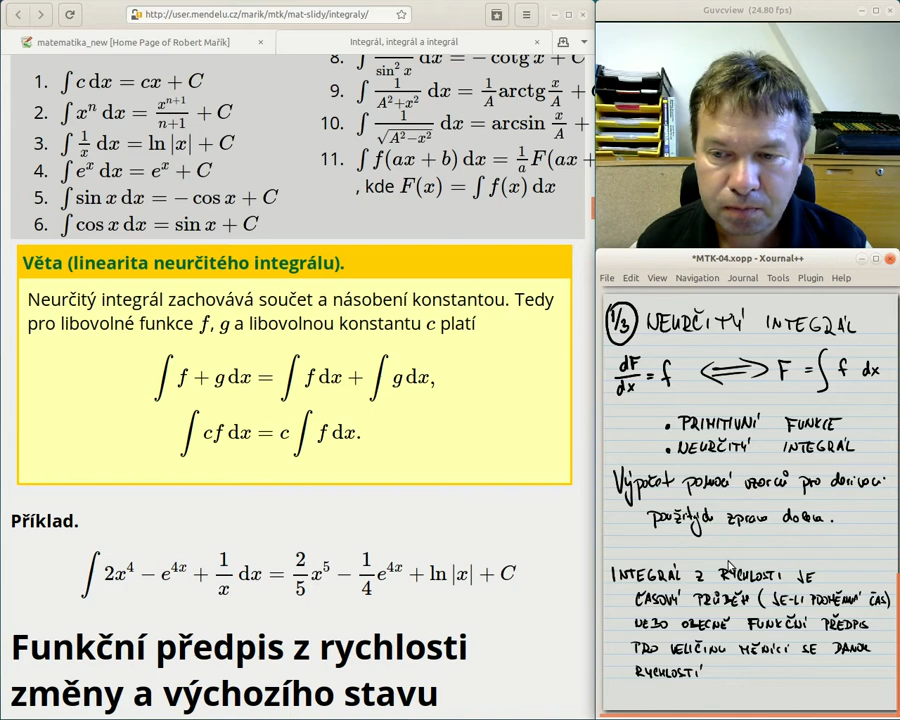 http://user.mendelu.cz/marik/mtk/mat-slidy/integraly/
matematika_new [Home Page of Robert Mařík]
Integrál, integrál a integrál
1. ∫ c dx = cx + C
2. ∫ xⁿ dx = xⁿ⁺¹/(n+1) + C
3. ∫ 1/x dx = ln |x| + C
4. ∫ eˣ dx = eˣ + C
5. ∫ sin x dx = − cos x + C
6. ∫ cos x dx = sin x + C
8. ∫ 1/sin² x dx = − cotg x + C
9. ∫ 1/(A²+x²) dx = 1/A arctg x/A + C
10. ∫ 1/√(A²−x²) dx = arcsin x/A +
11. ∫ f(ax + b) dx = 1/a F(ax +
, kde F(x) = ∫ f(x) dx
Věta (linearita neurčitého integrálu).
Neurčitý integrál zachovává součet a násobení konstantou. Tedy
pro libovolné funkce f, g a libovolnou konstantu c platí
∫ f + g dx = ∫ f dx + ∫ g dx,
∫ cf dx = c ∫ f dx.
Příklad.
∫ 2x⁴ − e⁴ˣ + 1/x dx = 2/5 x⁵ − 1/4 e⁴ˣ + ln |x| + C
Funkční předpis z rychlosti
změny a výchozího stavu
Guvcview (24.80 fps)
*MTK-04.xopp - Xournal++
File Edit View Navigation Journal Tools Plugin Help
1/3 NEURČITÝ INTEGRÁL
dF/dx = f ⟺ F = ∫ f dx
• PRIMITIVNÍ FUNKCE
• NEURČITÝ INTEGRÁL
Výpočet pomocí vzorců pro derivaci
použitých zprava doleva.
INTEGRÁL Z RYCHLOSTI JE
ČASOVÝ PRŮBĚH (JE-LI PROMĚNNÁ ČAS)
NEBO OBECNĚ FUNKČNÍ PŘEDPIS
PRO VELIČINU MĚNÍCÍ SE DANOU
RYCHLOSTÍ